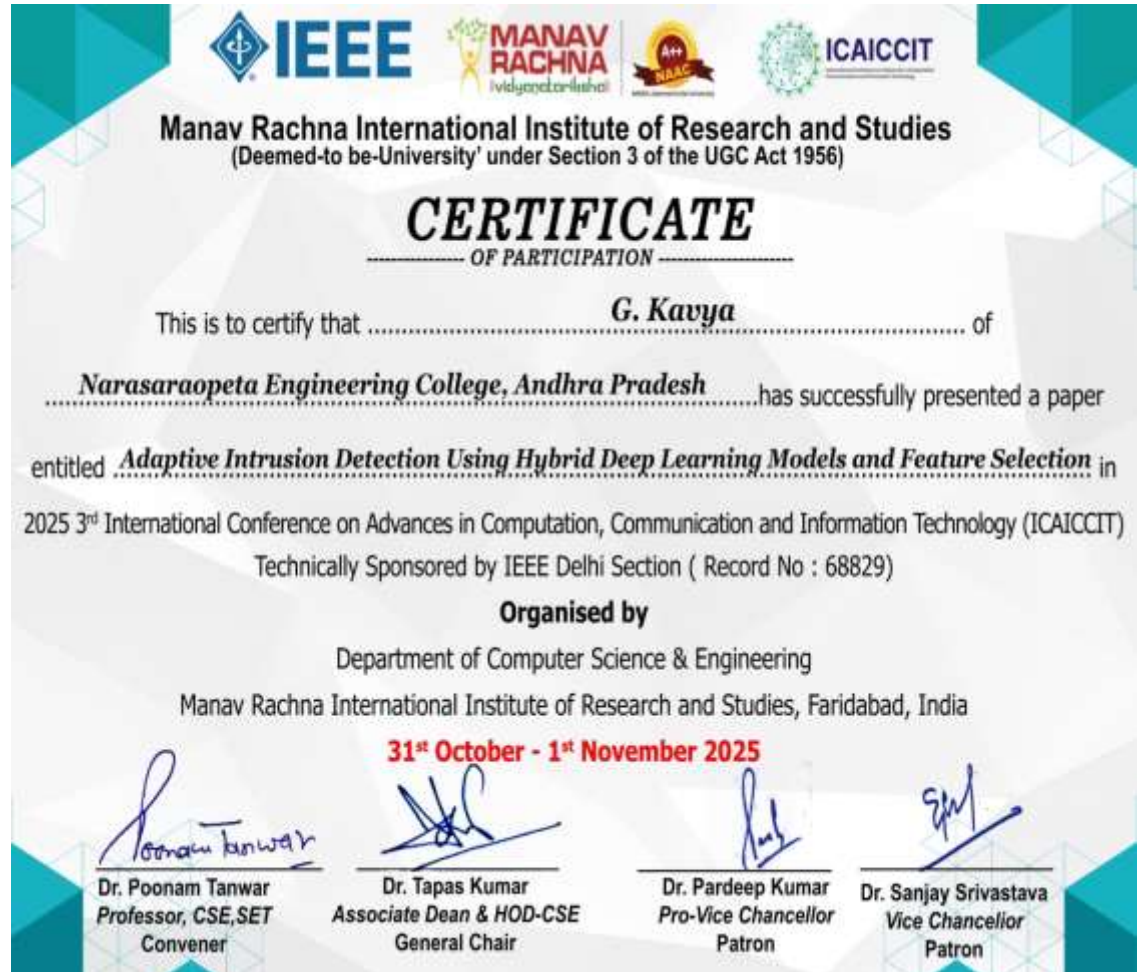 IEEE
MANAV
RACHNA
vidyanatariksha
A++
NAAC
ICAICCIT
Manav Rachna International Institute of Research and Studies
(Deemed-to be-University' under Section 3 of the UGC Act 1956)
CERTIFICATE
OF PARTICIPATION
This is to certify that G. Kavya of
Narasaraopeta Engineering College, Andhra Pradesh has successfully presented a paper
entitled Adaptive Intrusion Detection Using Hybrid Deep Learning Models and Feature Selection in
2025 3rd International Conference on Advances in Computation, Communication and Information Technology (ICAICCIT)
Technically Sponsored by IEEE Delhi Section ( Record No : 68829)
Organised by
Department of Computer Science & Engineering
Manav Rachna International Institute of Research and Studies, Faridabad, India
31st October - 1st November 2025
Poonam Tanwar
Dr. Poonam Tanwar
Professor, CSE,SET
Convener
Dr. Tapas Kumar
Associate Dean & HOD-CSE
General Chair
Dr. Pardeep Kumar
Pro-Vice Chancellor
Patron
Dr. Sanjay Srivastava
Vice Chancellor
Patron